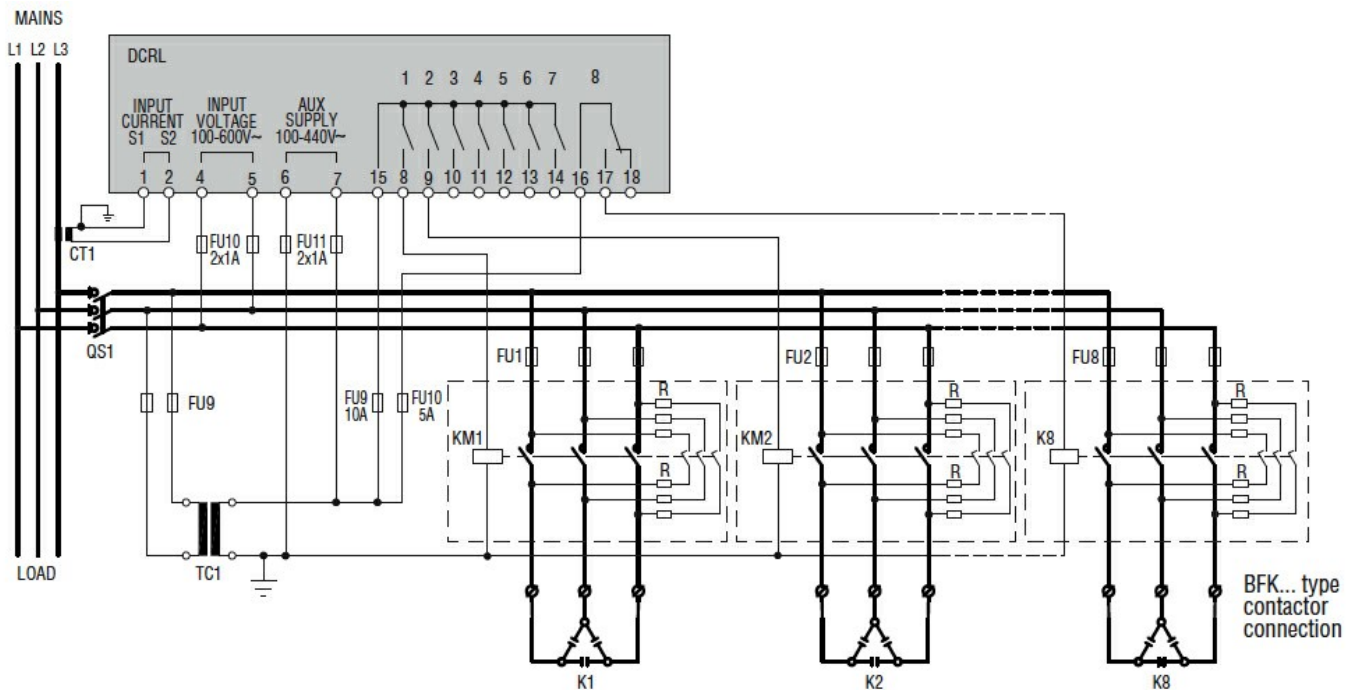 MAINS
L1 L2 L3
DCRL
1 2 3 4 5 6 7 8
INPUT CURRENT
S1 S2
INPUT VOLTAGE
100-600V~
AUX SUPPLY
100-440V~
1 2 4 5 6 7 15 8 9 10 11 12 13 14 16 17 18
CT1
FU10
2x1A
FU11
2x1A
QS1
FU1
FU2
FU8
FU9
FU9
10A
FU10
5A
KM1
R
R
KM2
R
R
K8
R
R
LOAD
TC1
BFK... type
contactor
connection
K1
K2
K8